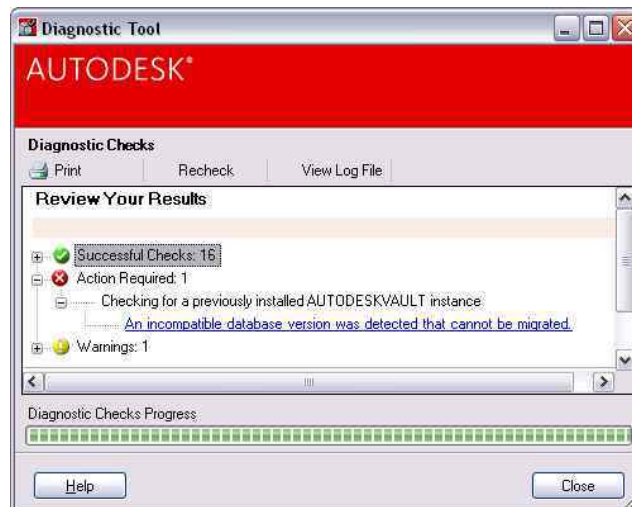 Diagnostic Tool
AUTODESK®
Diagnostic Checks
Print Recheck View Log File
Review Your Results
Successful Checks: 16
Action Required: 1
Checking for a previously installed AUTODESKVAULT instance
An incompatible database version was detected that cannot be migrated.
Warnings: 1
Diagnostic Checks Progress
Help Close